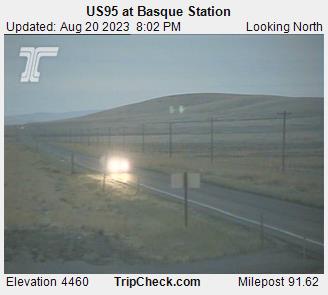 US95 at Basque Station
Updated: Aug 20 2023 8:02 PM Looking North
Elevation 4460 TripCheck.com Milepost 91.62